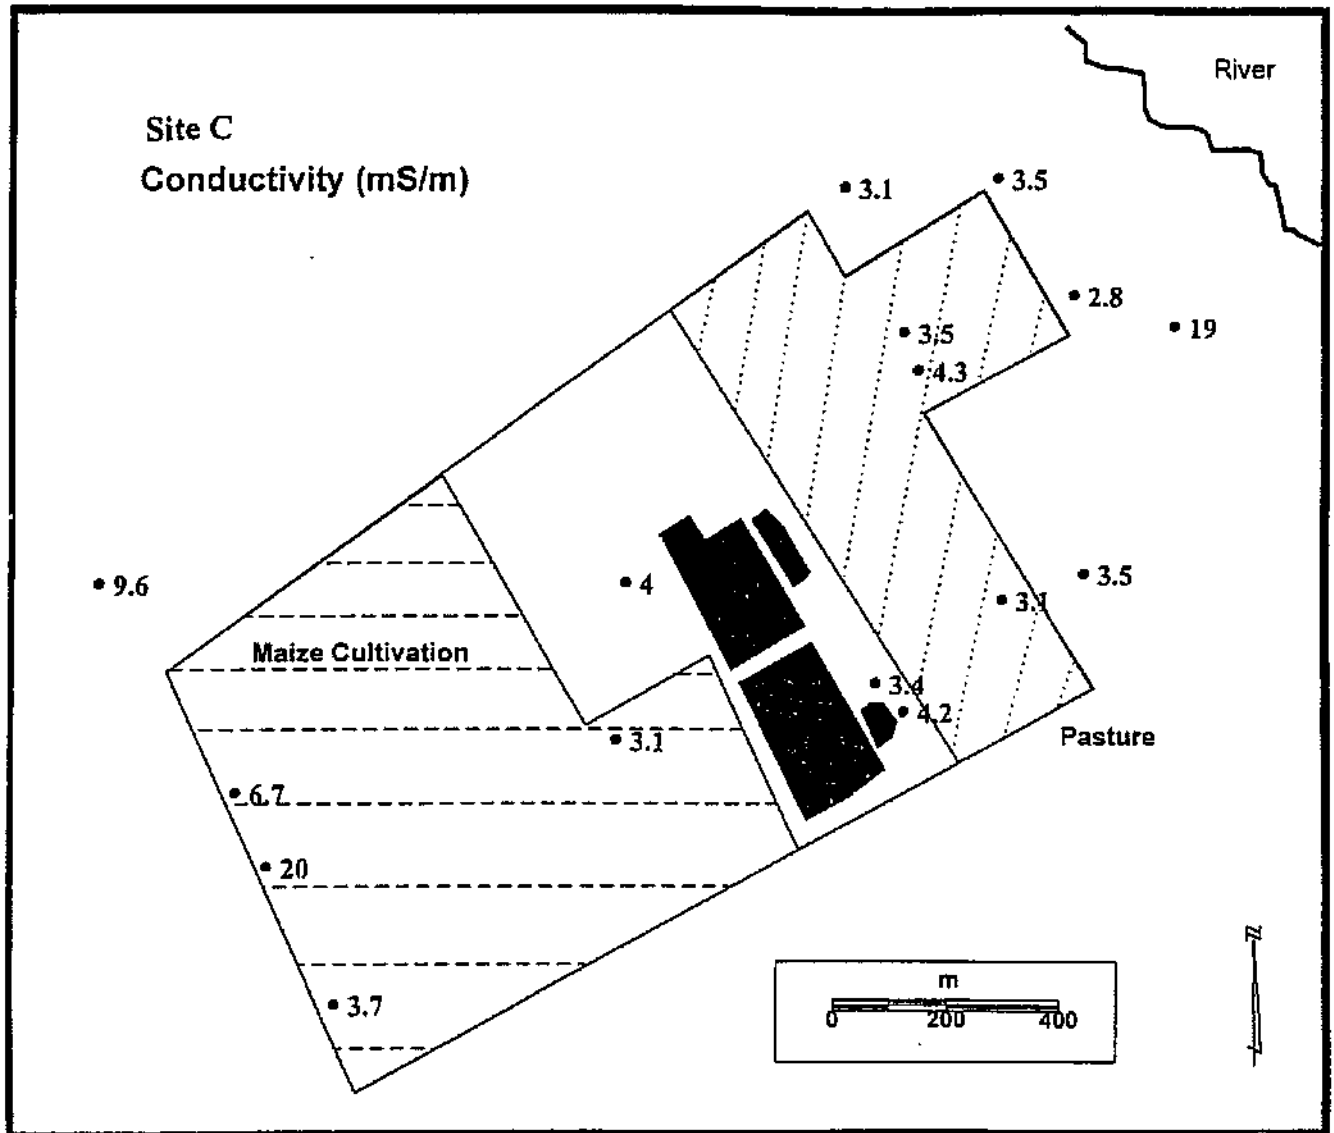 River
Site C
Conductivity (mS/m)
3.1
3.5
2.8
19
3.5
4.3
9.6
4
3.5
3.1
Maize Cultivation
3.4
4.2
Pasture
3.1
6.7
20
3.7
N
m
0 200 400